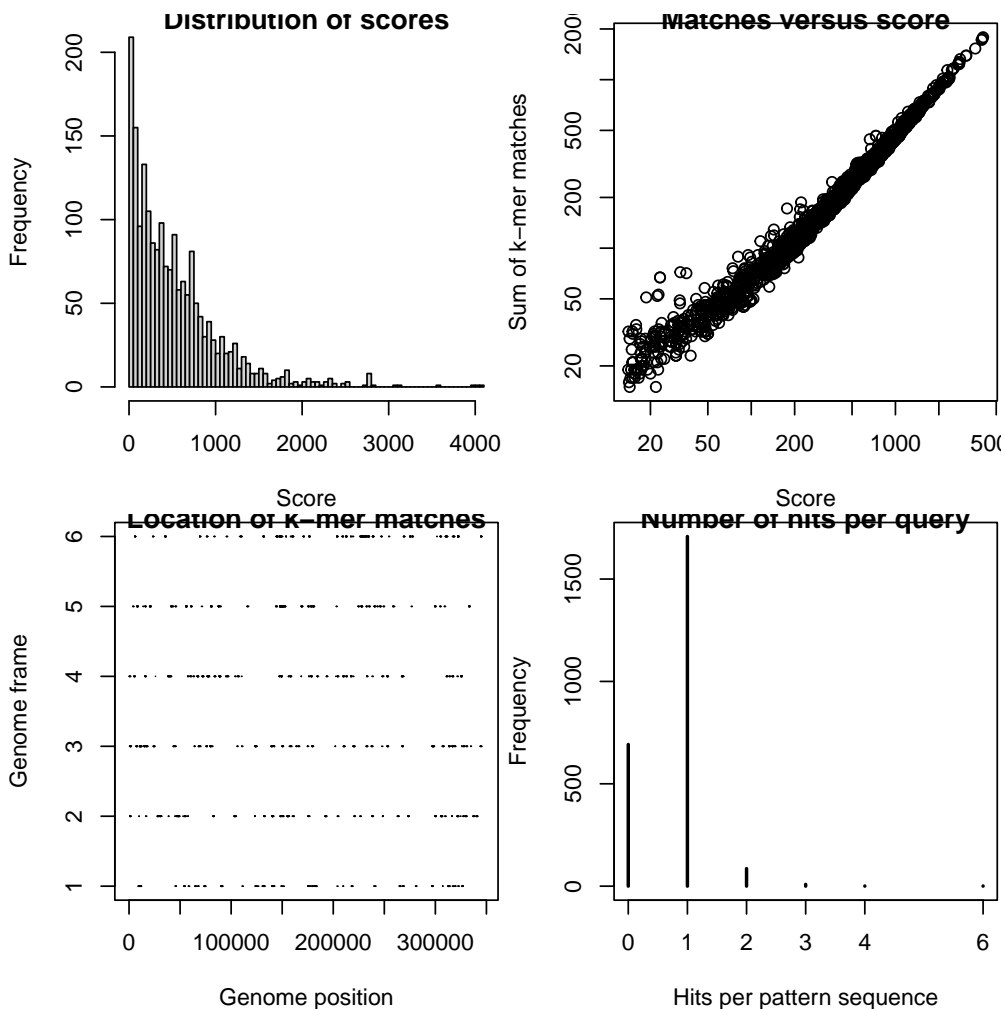 Distribution of scores
Frequency
0 50 100 150 200
0 1000 2000 3000 4000
Score
Matches versus score
Sum of k−mer matches
20 50 200 500 200
20 50 200 1000 500
Score
Location of k−mer matches
Genome frame
1 2 3 4 5 6
0 100000 200000 300000
Genome position
Number of hits per query
Frequency
0 500 1000 1500
0 1 2 3 4 6
Hits per pattern sequence